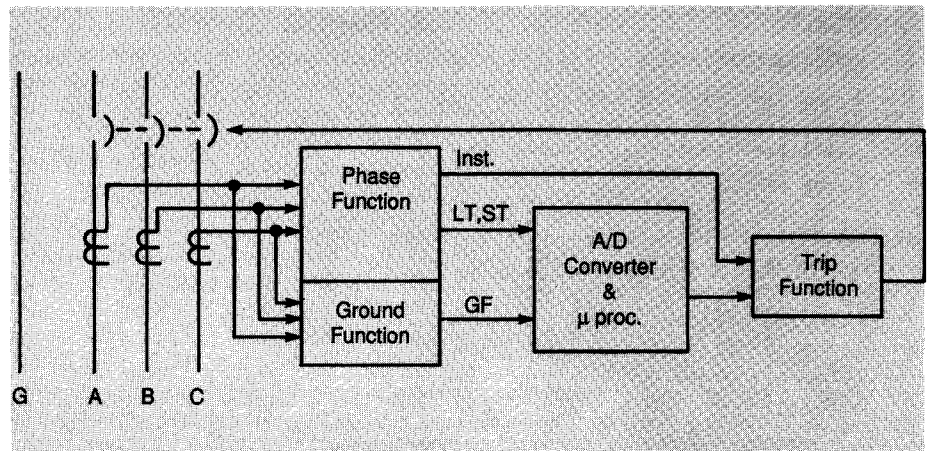 Inst.
Phase
Function
LT,ST
A/D
Converter
&
μ proc.
Trip
Function
Ground
Function
GF
G A B C